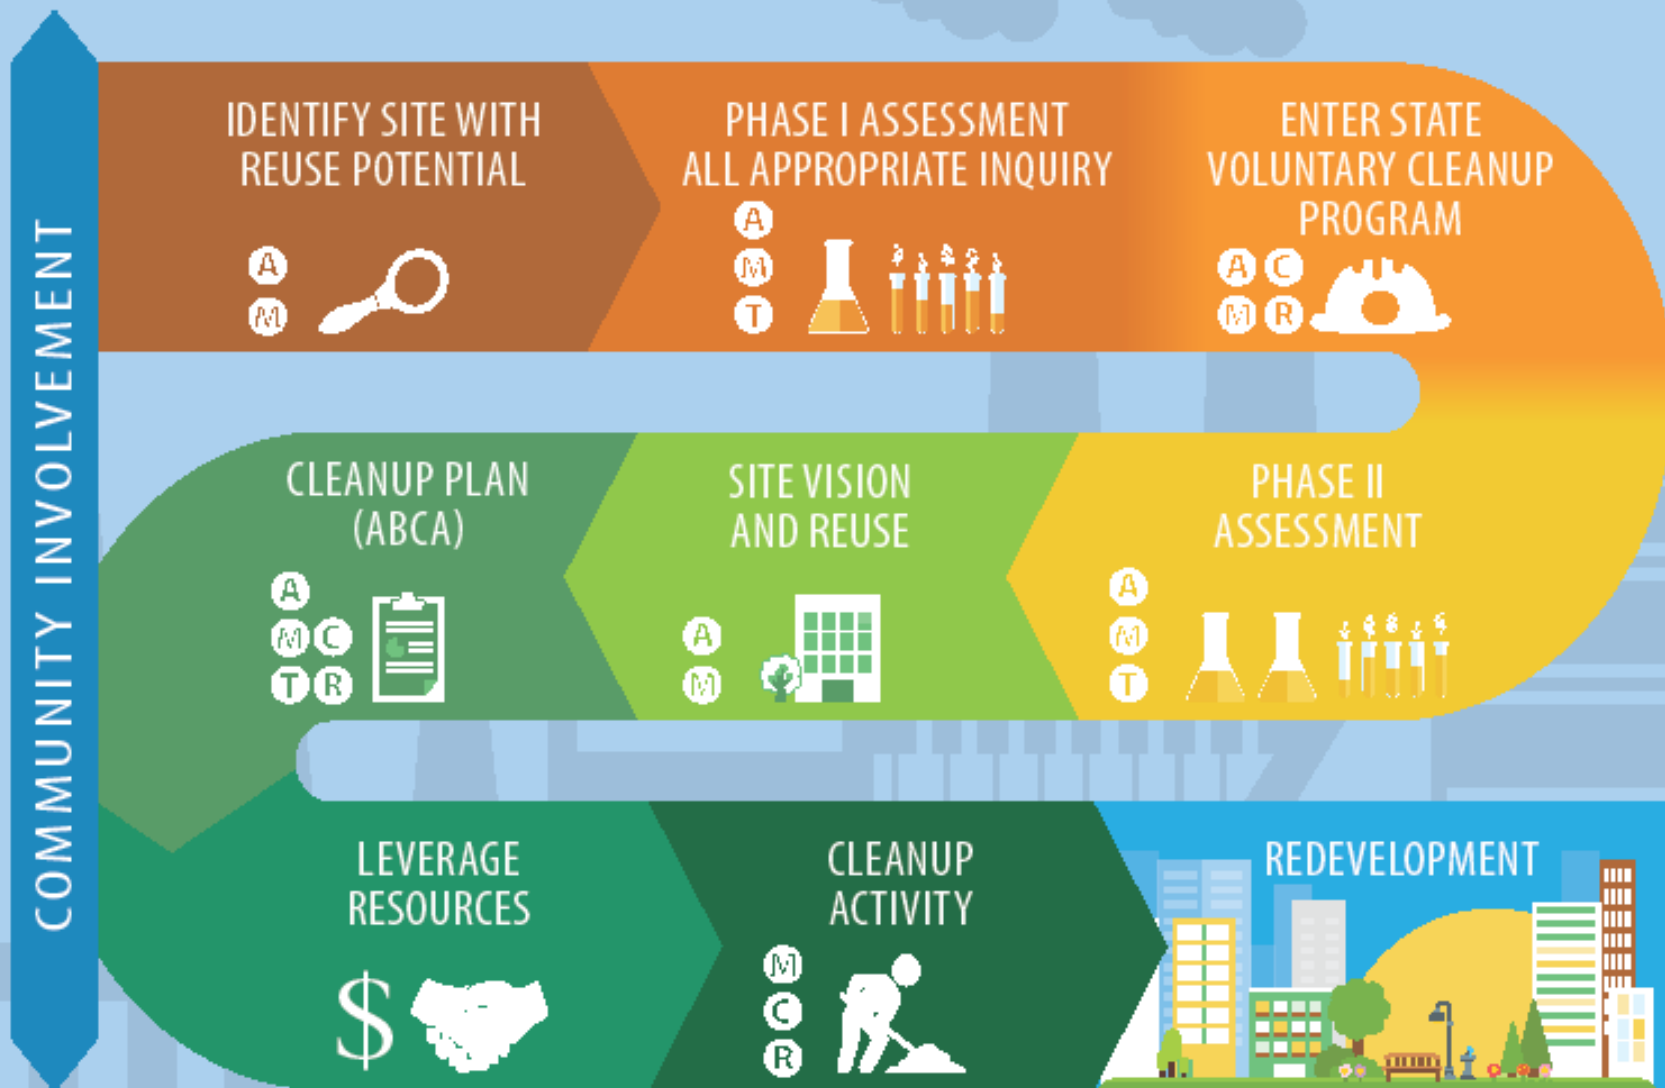 COMMUNITY INVOLVEMENT
IDENTIFY SITE WITH
REUSE POTENTIAL
A
M
PHASE I ASSESSMENT
ALL APPROPRIATE INQUIRY
A
M
T
ENTER STATE
VOLUNTARY CLEANUP
PROGRAM
A C
M R
PHASE II
ASSESSMENT
A
M
T
SITE VISION
AND REUSE
A
M
CLEANUP PLAN
(ABCA)
A
M C
T R
LEVERAGE
RESOURCES
$
CLEANUP
ACTIVITY
M
C
R
REDEVELOPMENT